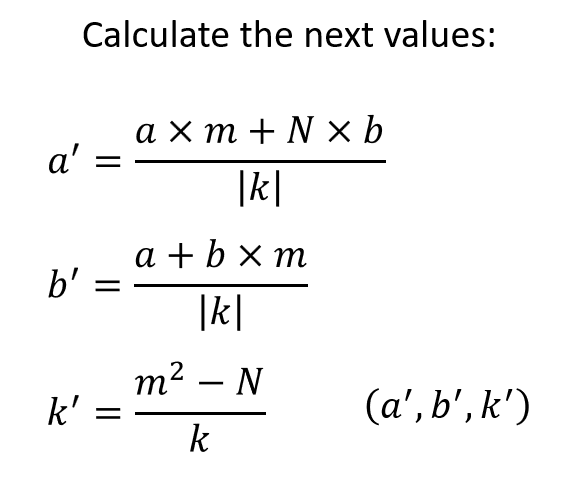 Calculate the next values:
a′ = (a × m + N × b) / |k|
b′ = (a + b × m) / |k|
k′ = (m² − N) / k (a′, b′, k′)